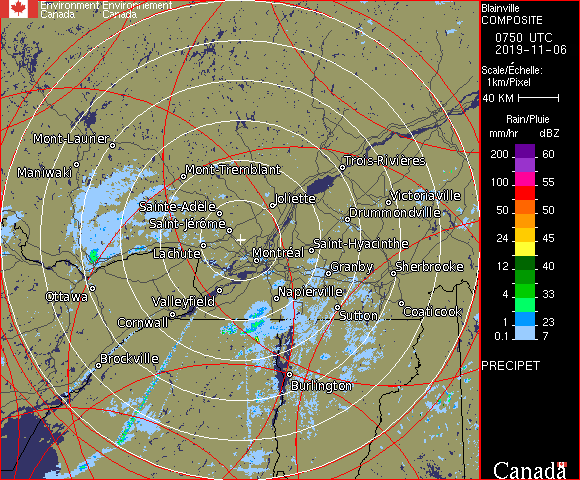 Environment Environnement
Canada Canada
Blainville
COMPOSITE
0750 UTC
2019-11-06
Scale/Échelle:
1km/Pixel
40 KM
Rain/Pluie
mm/hr dBZ
200 60
100 55
50 50
24 45
12 40
4 33
1 23
0.1 7
PRECIPET
Mont-Laurier
Maniwaki
Mont-Tremblant
Trois-Rivières
Sainte-Adèle
Joliette
Victoriaville
Drummondville
Saint-Jérôme
Lachute
Montréal
Saint-Hyacinthe
Granby
Sherbrooke
Ottawa
Valleyfield
Napierville
Cornwall
Sutton
Coaticook
Brockville
Burlington
Canada